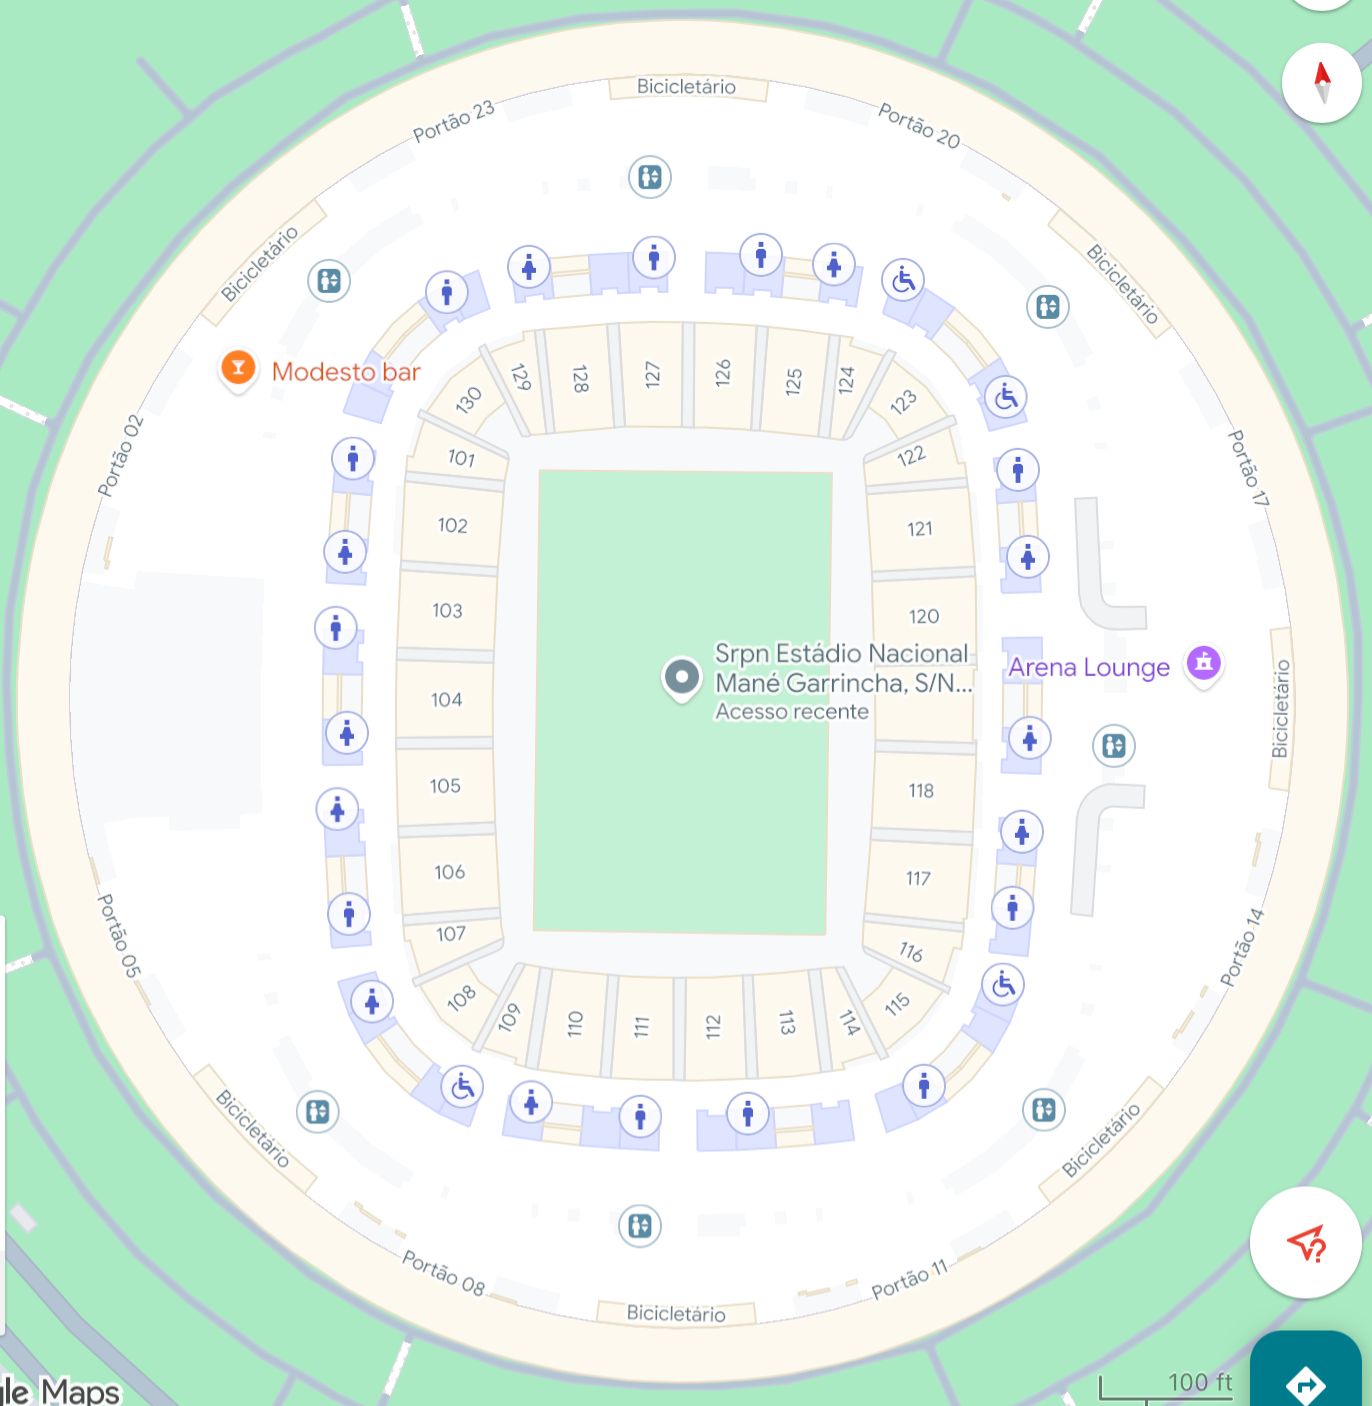 Bicicletário
Portão 23
Portão 20
Bicicletário
Bicicletário
Modesto bar
129
128
127
126
125
124
130
123
101
122
Portão 02
Portão 17
102
121
103
120
Srpn Estádio Nacional
Mané Garrincha, S/N...
Acesso recente
Arena Lounge
104
Bicicletário
105
118
106
117
107
116
Portão 05
Portão 14
108
109
110
111
112
113
114
115
Bicicletário
Bicicletário
Portão 08
Portão 11
Bicicletário
?
gle Maps
100 ft